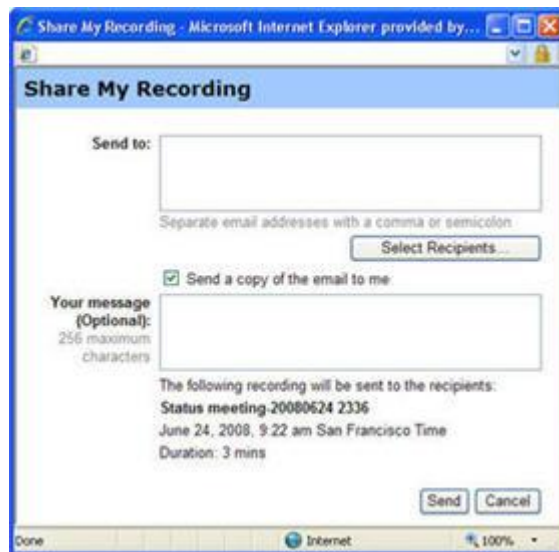 Share My Recording - Microsoft Internet Explorer provided by...
Share My Recording
Send to:
Separate email addresses with a comma or semicolon
Select Recipients...
Send a copy of the email to me
Your message
(Optional):
256 maximum
characters
The following recording will be sent to the recipients:
Status meeting-20080624 2336
June 24, 2008, 9:22 am San Francisco Time
Duration: 3 mins
Send Cancel
Done Internet 100%